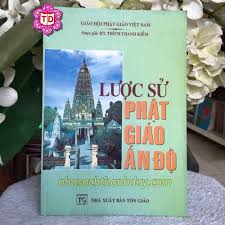 TD
GIÁO HỘI PHẬT GIÁO VIỆT NAM
Soạn giả: HT. THÍCH THANH KIỂM
LƯỢC SỬ
PHẬT
GIÁO
ẤN ĐỘ
NHÀ XUẤT BẢN TÔN GIÁO